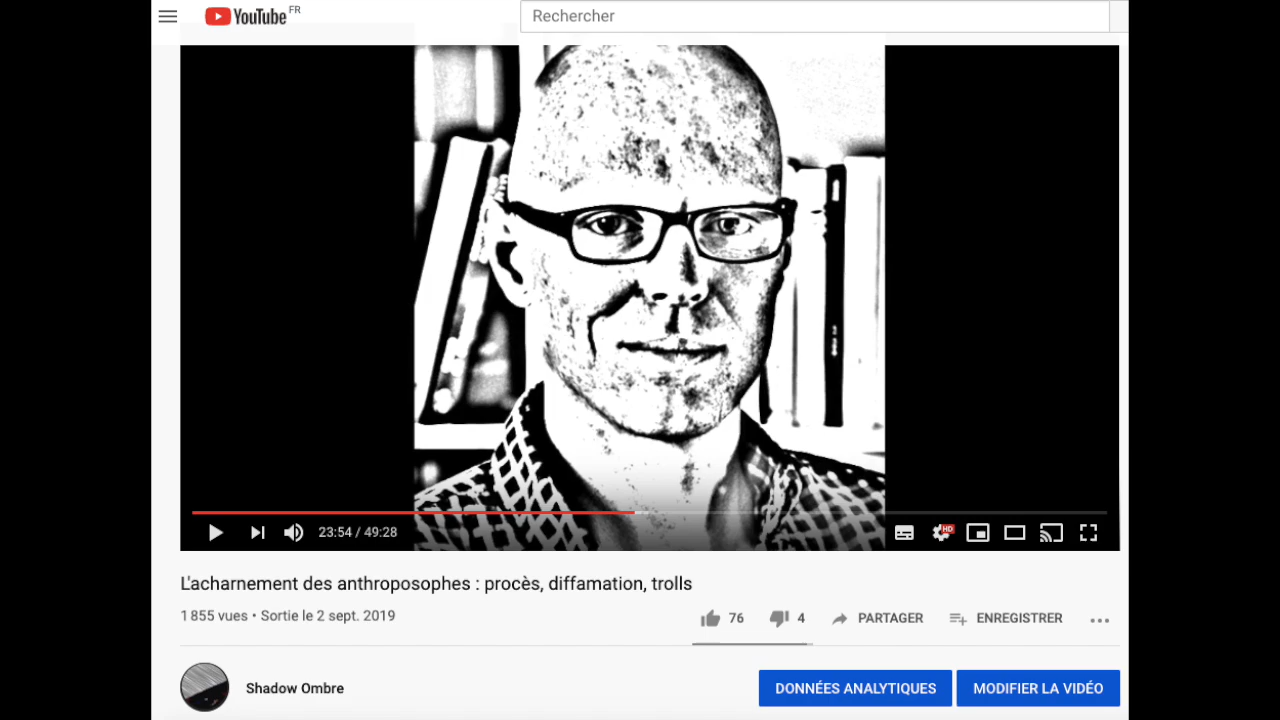 YouTube FR
Rechercher
23:54 / 49:28
HD
L'acharnement des anthroposophes : procès, diffamation, trolls
1 855 vues • Sortie le 2 sept. 2019
76 4 PARTAGER ENREGISTRER
Shadow Ombre
DONNÉES ANALYTIQUES MODIFIER LA VIDÉO